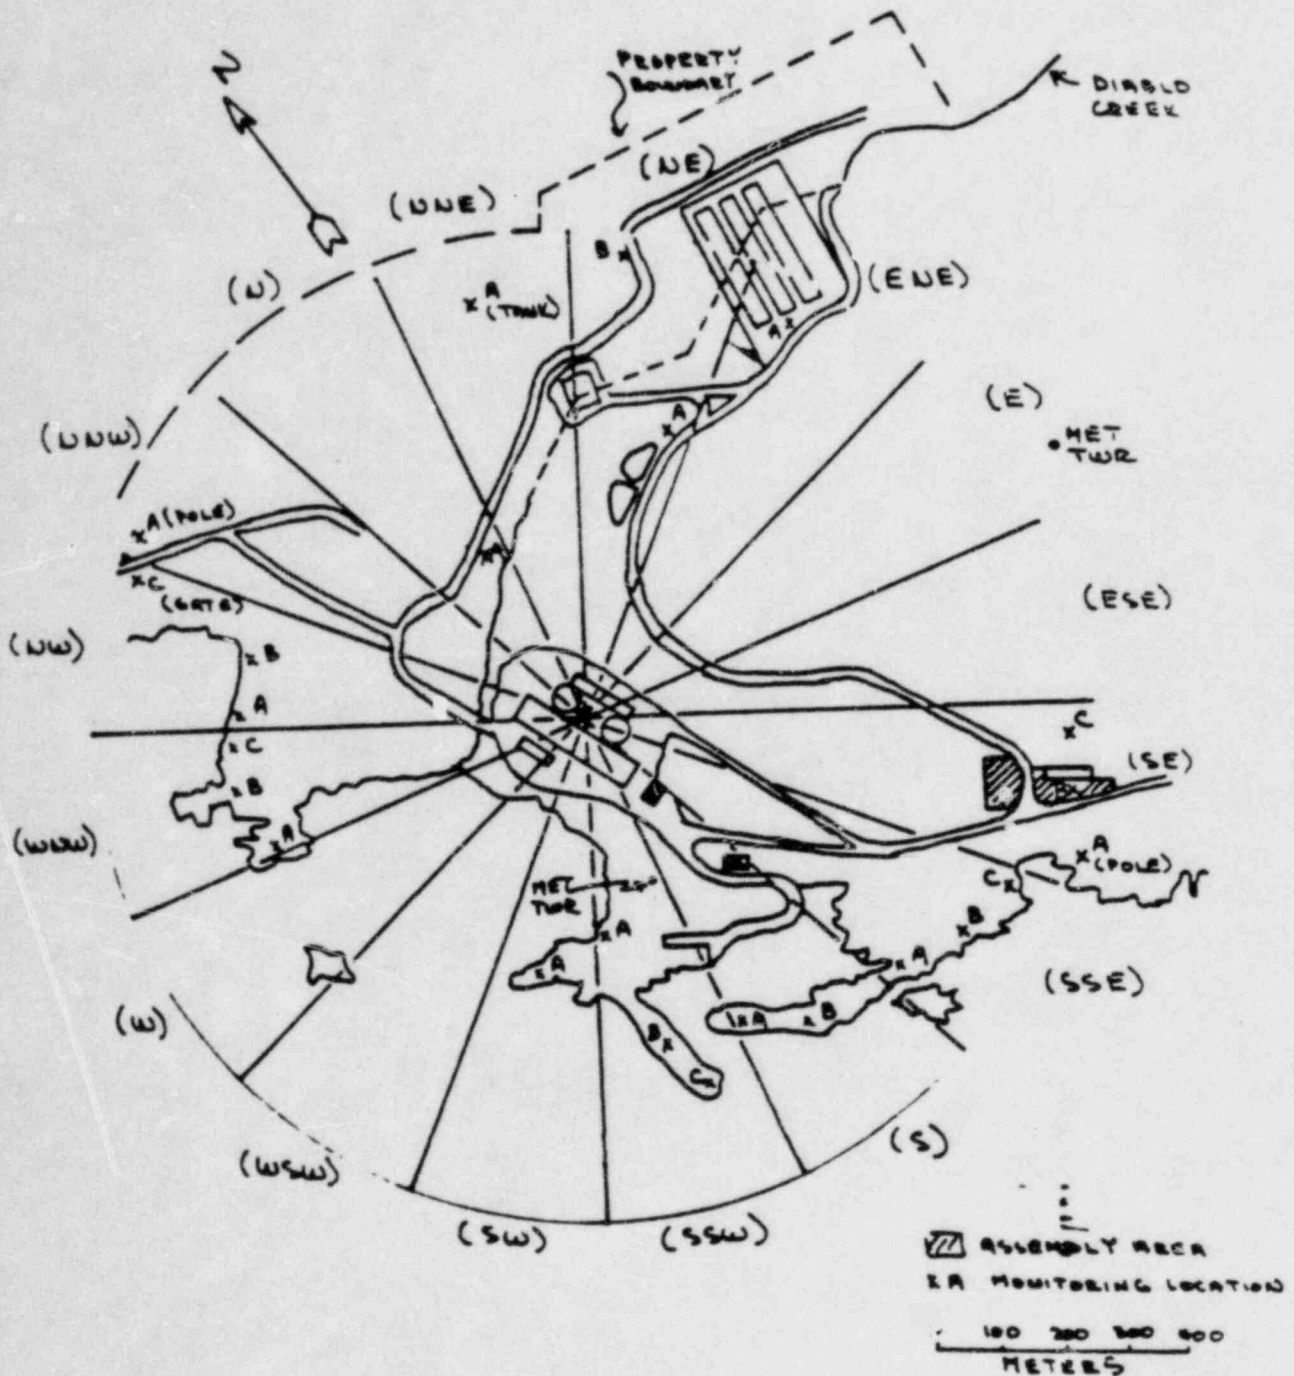 N
PROPERTY
BOUNDARY
DIABLO
CREEK
(NE)
(NNE)
B
(N)
(ENE)
A
(TANK)
A
A
(E)
MET
TWR
(NNW)
A (POLE)
A
C
(GATE)
(ESE)
(NW)
B
A
C
C
(SE)
B
(WNW)
A
A
(POLE)
C
MET
TWR
B
A
A
A
(SSE)
A
B
B
C
(W)
(S)
(WSW)
(SW)
(SSW)
ASSEMBLY AREA
XA MONITORING LOCATION
100 200 300 400
METERS